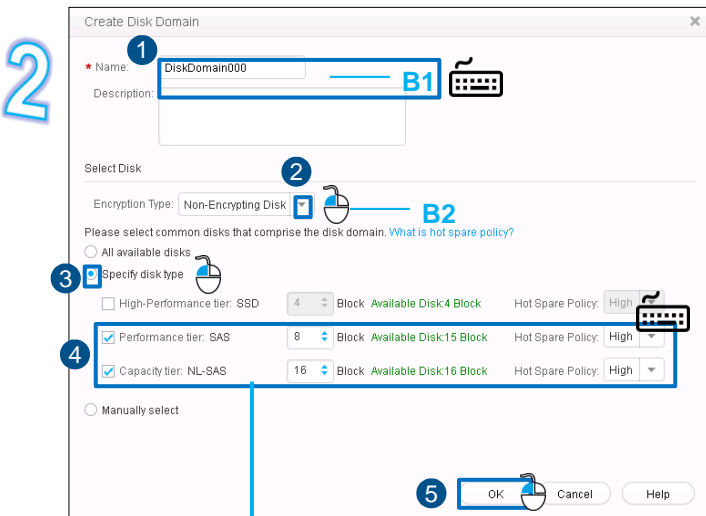 Create Disk Domain
2
1
* Name: DiskDomain000
B1
Description:
Select Disk
2
Encryption Type: Non-Encrypting Disk
B2
Please select common disks that comprise the disk domain. What is hot spare policy?
All available disks
3 Specify disk type
High-Performance tier: SSD 4 Block Available Disk:4 Block Hot Spare Policy: High
4
Performance tier: SAS 8 Block Available Disk:15 Block Hot Spare Policy: High
Capacity tier: NL-SAS 16 Block Available Disk:16 Block Hot Spare Policy: High
Manually select
5 OK Cancel Help